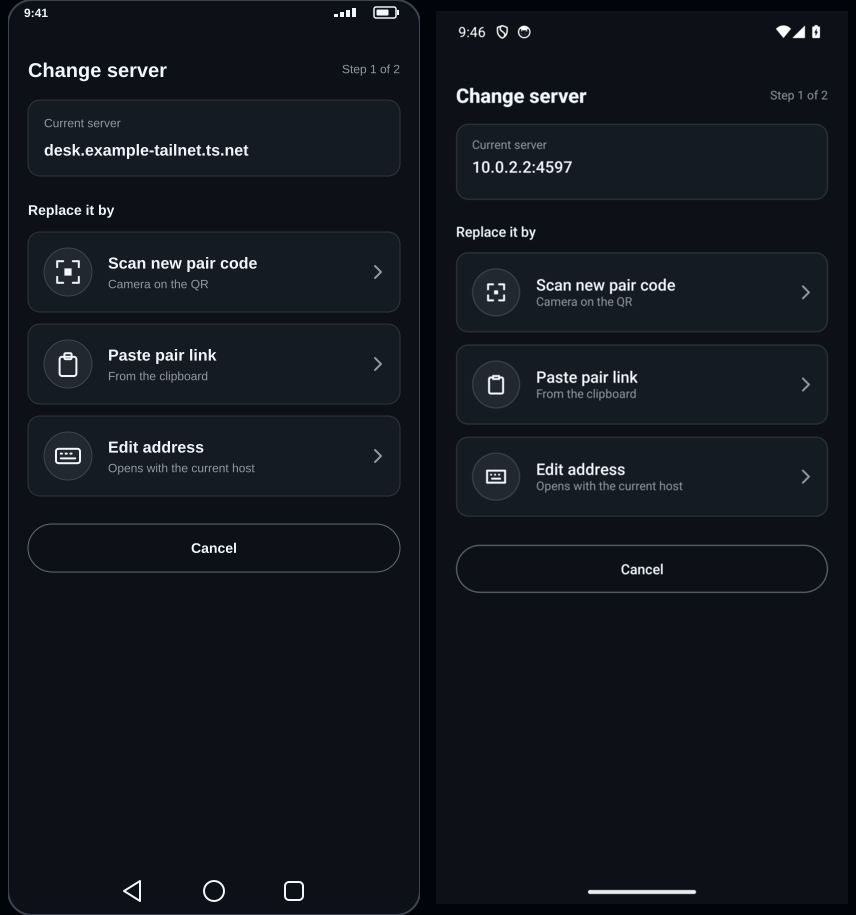 9:41
Change server
Step 1 of 2
Current server
desk.example-tailnet.ts.net
Replace it by
Scan new pair code
Camera on the QR
Paste pair link
From the clipboard
Edit address
Opens with the current host
Cancel
9:46
Change server
Step 1 of 2
Current server
10.0.2.2:4597
Replace it by
Scan new pair code
Camera on the QR
Paste pair link
From the clipboard
Edit address
Opens with the current host
Cancel